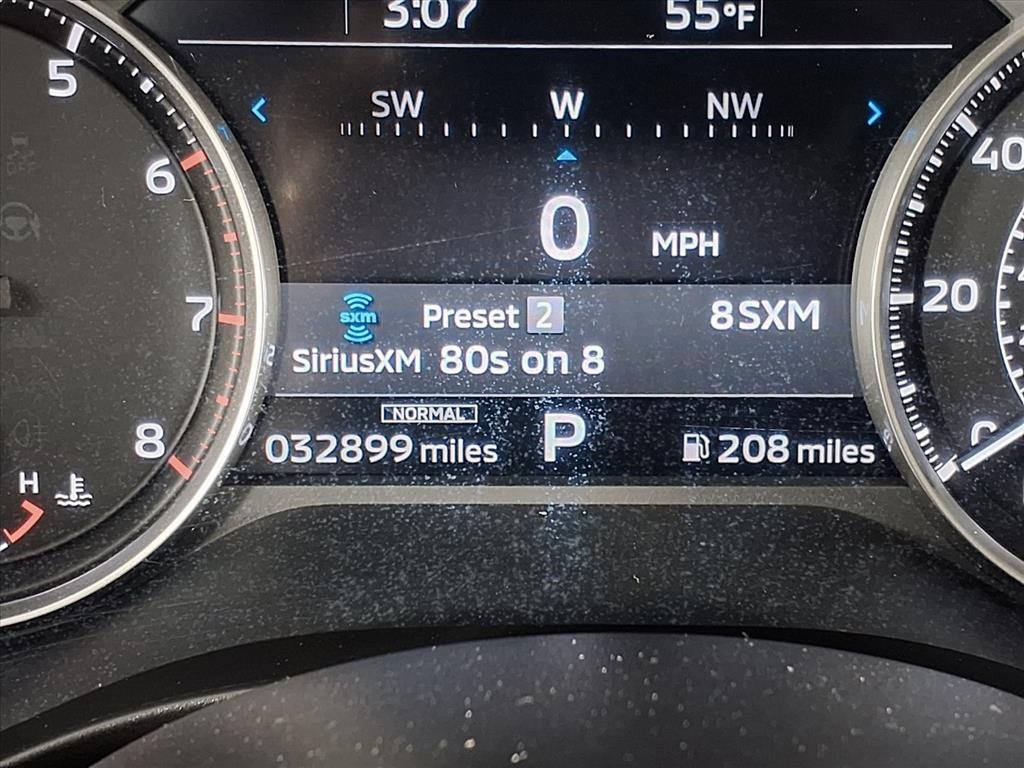 3:07 55°F
5
SW W NW
6
40
0 MPH
20
7
sxm Preset 2 8SXM
SiriusXM 80s on 8
NORMAL
8
032899 miles P 208 miles
H
0